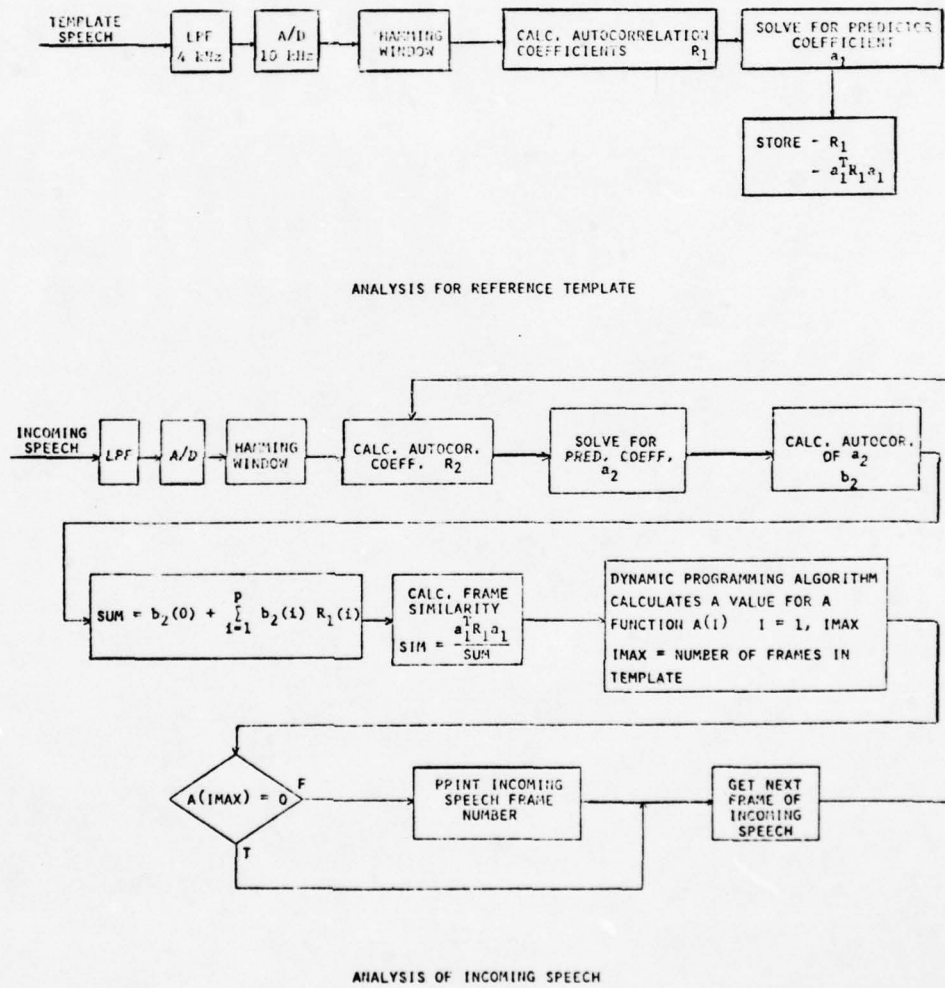 TEMPLATE
SPEECH
LPF
4 kHz
A/D
10 kHz
HAMMING
WINDOW
CALC. AUTOCORRELATION
COEFFICIENTS R₁
SOLVE FOR PREDICTOR
COEFFICIENT
a₁
STORE - R₁
- a₁ᵀR₁a₁
ANALYSIS FOR REFERENCE TEMPLATE
INCOMING
SPEECH
LPF
A/D
HAMMING
WINDOW
CALC. AUTOCOR.
COEFF. R₂
SOLVE FOR
PRED. COEFF.
a₂
CALC. AUTOCOR.
OF a₂
b₂
SUM = b₂(0) + Σ b₂(i) R₁(i)
p
i=1
CALC. FRAME
SIMILARITY
SIM = a₁ᵀR₁a₁
SUM
DYNAMIC PROGRAMMING ALGORITHM
CALCULATES A VALUE FOR A
FUNCTION A(I) I = 1, IMAX
IMAX = NUMBER OF FRAMES IN
TEMPLATE
A(IMAX) = 0
F
T
PRINT INCOMING
SPEECH FRAME
NUMBER
GET NEXT
FRAME OF
INCOMING
SPEECH
ANALYSIS OF INCOMING SPEECH